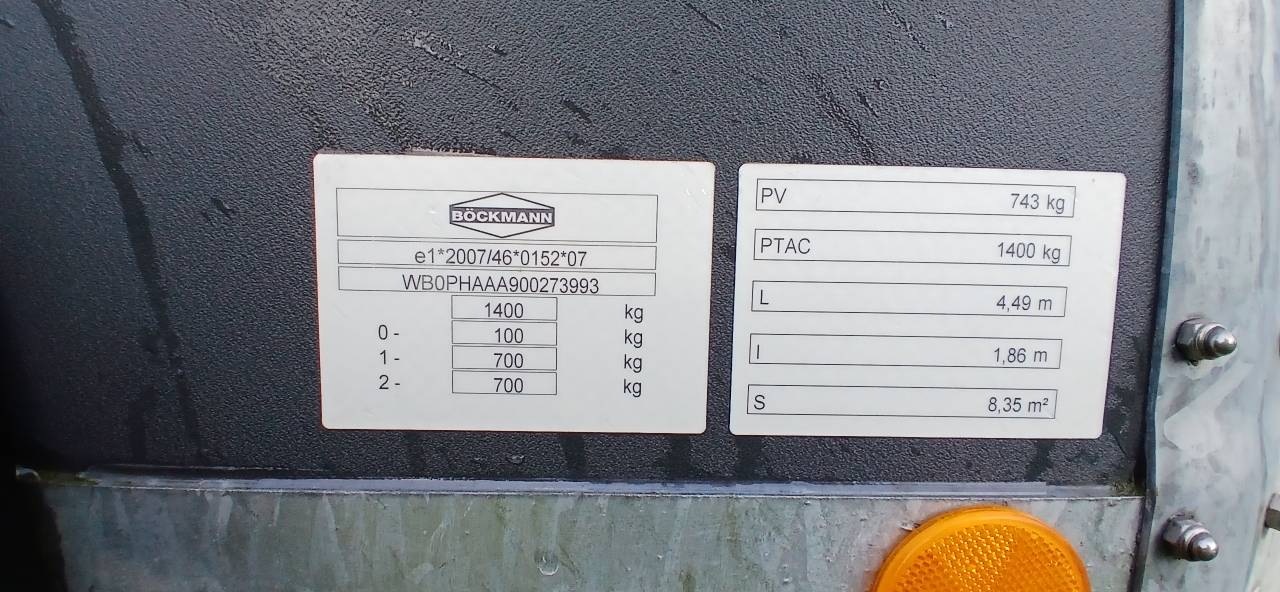 BÖCKMANN
e1*2007/46*0152*07
WB0PHAAA900273993
1400 kg
0- 100 kg
1- 700 kg
2- 700 kg
PV 743 kg
PTAC 1400 kg
L 4,49 m
l 1,86 m
S 8,35 m²